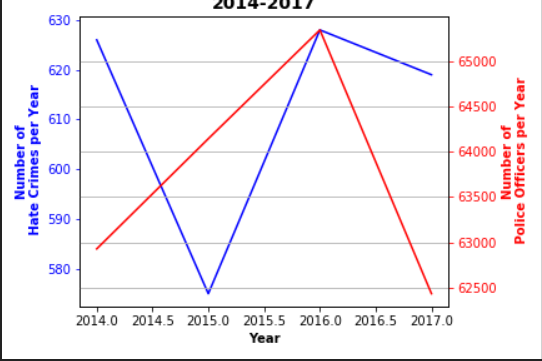 2014-2017
630
620
610
600
590
580
Number of
Hate Crimes per Year
65000
64500
64000
63500
63000
62500
Number of
Police Officers per Year
2014.0 2014.5 2015.0 2015.5 2016.0 2016.5 2017.0
Year